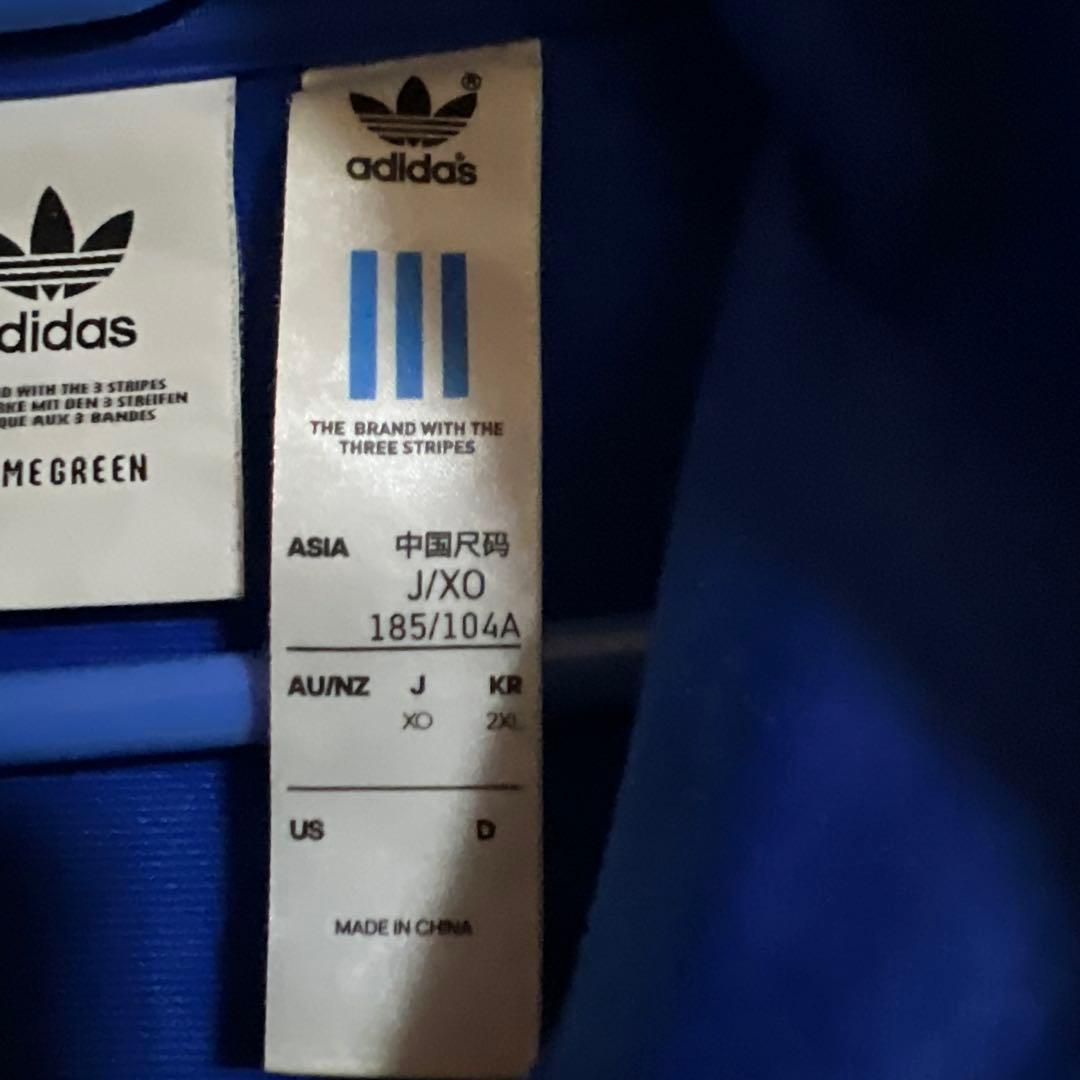 didas
D WITH THE 3 STRIPES
RKE MIT DEN 3 STREIFEN
QUE AUX 3 BANDES
MEGREEN
®
adidas
THE BRAND WITH THE
THREE STRIPES
ASIA 中国尺码
J/XO
185/104A
AU/NZ J KR
XO 2XL
US D
MADE IN CHINA